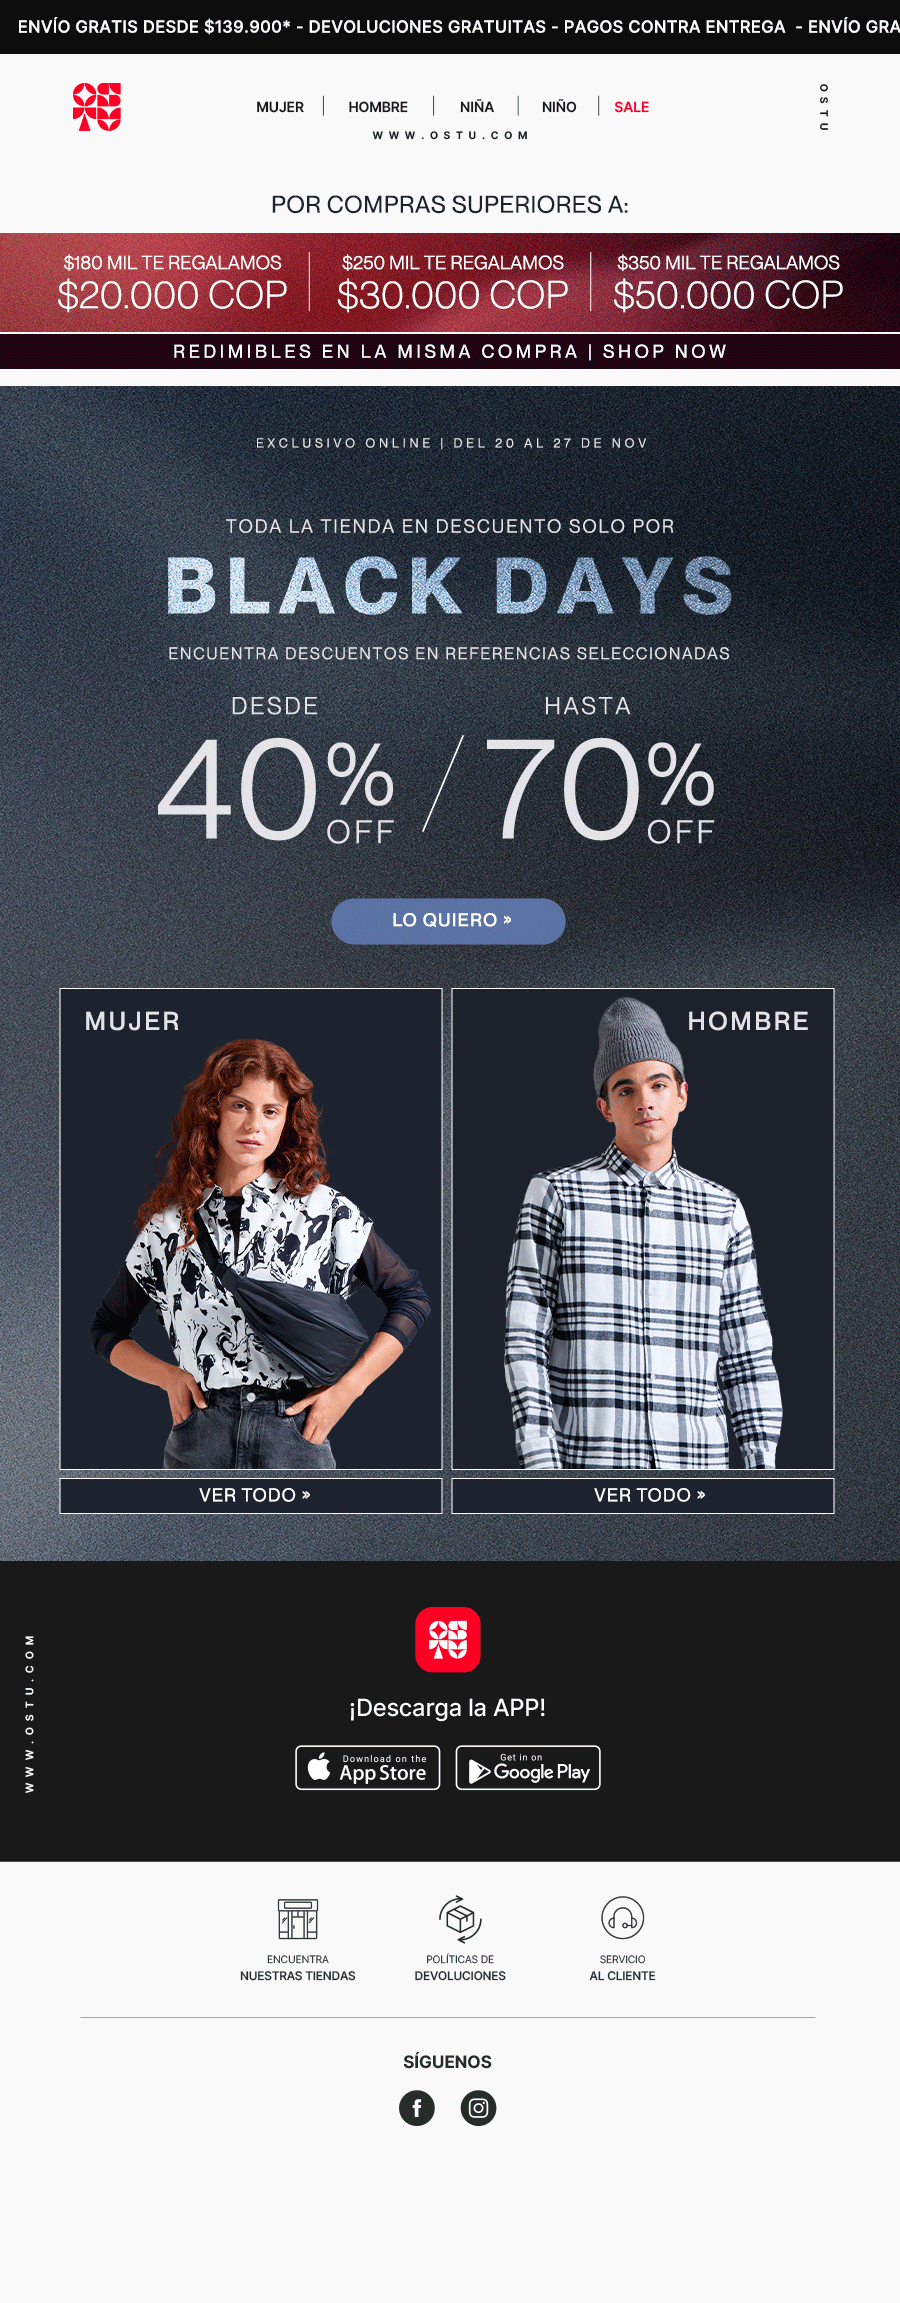 ENVÍO GRATIS DESDE $139.900* - DEVOLUCIONES GRATUITAS - PAGOS CONTRA ENTREGA - ENVÍO GRA
OSTU
MUJER | HOMBRE | NIÑA | NIÑO | SALE
WWW.OSTU.COM
OSTU
POR COMPRAS SUPERIORES A:
$180 MIL TE REGALAMOS
$20.000 COP
$250 MIL TE REGALAMOS
$30.000 COP
$350 MIL TE REGALAMOS
$50.000 COP
REDIMIBLES EN LA MISMA COMPRA | SHOP NOW
EXCLUSIVO ONLINE | DEL 20 AL 27 DE NOV
TODA LA TIENDA EN DESCUENTO SOLO POR
BLACK DAYS
ENCUENTRA DESCUENTOS EN REFERENCIAS SELECCIONADAS
DESDE
40% OFF
/
HASTA
70% OFF
LO QUIERO »
MUJER
HOMBRE
VER TODO »
VER TODO »
WWW.OSTU.COM
OSTU
¡Descarga la APP!
Download on the
App Store
Get in on
Google Play
ENCUENTRA
NUESTRAS TIENDAS
POLÍTICAS DE
DEVOLUCIONES
SERVICIO
AL CLIENTE
SÍGUENOS